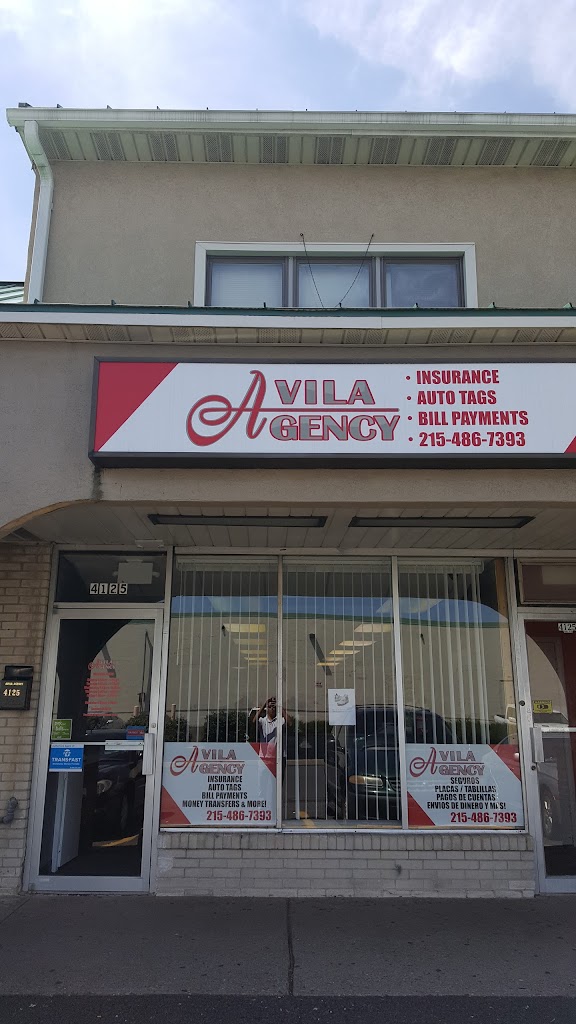 AVILA
AGENCY
• INSURANCE
• AUTO TAGS
• BILL PAYMENTS
• 215-486-7393
4125
4125
4125
TRANSFAST
AVILA
AGENCY
INSURANCE
AUTO TAGS
BILL PAYMENTS
MONEY TRANSFERS & MORE!
215-486-7393
AVILA
AGENCY
SEGUROS
PLACAS / TABLILLAS
PAGOS DE CUENTAS
ENVIOS DE DINERO Y MAS!
215-486-7393